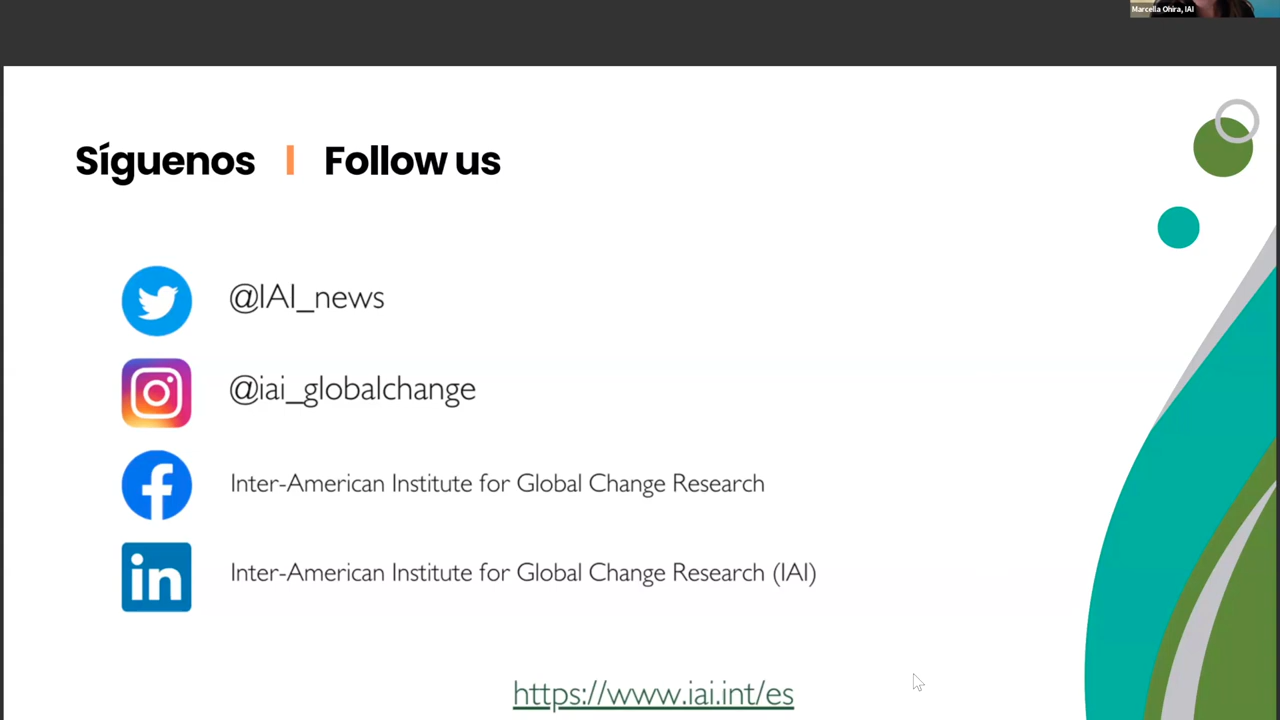 Marcella Ohira, IAI
Síguenos | Follow us
@IAI_news
@iai_globalchange
Inter-American Institute for Global Change Research
in Inter-American Institute for Global Change Research (IAI)
https://www.iai.int/es